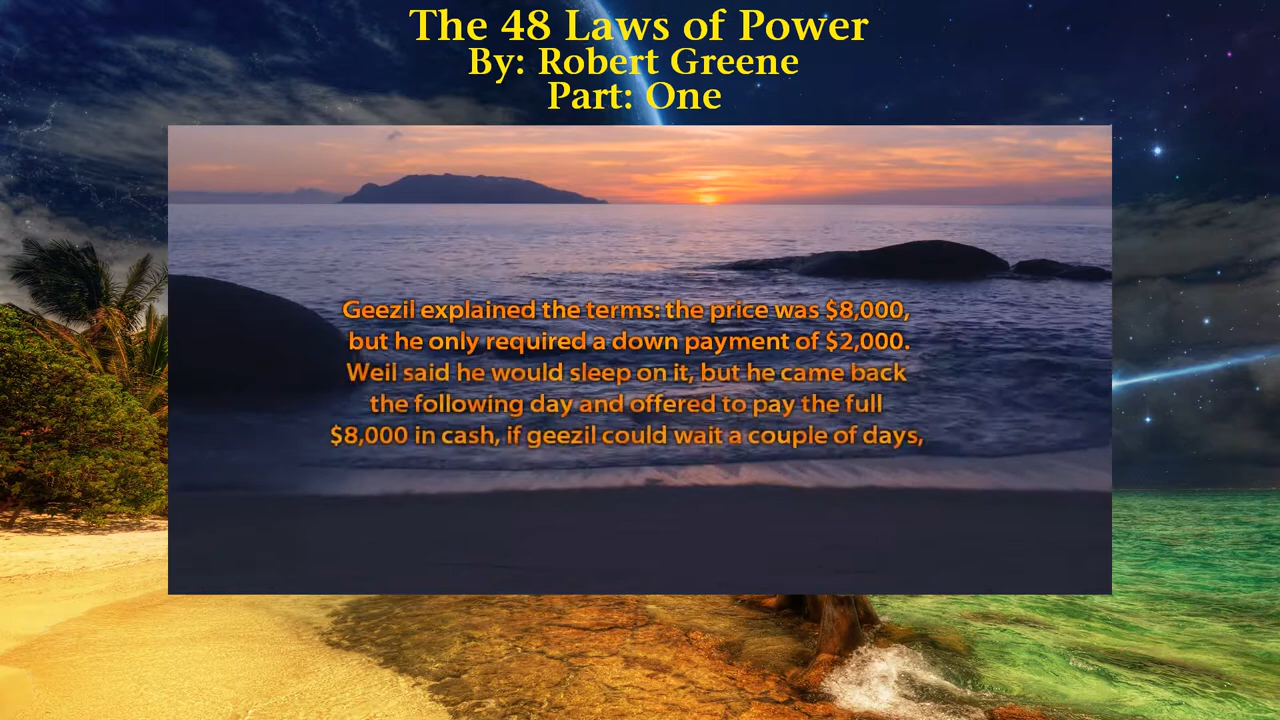 The 48 Laws of Power
By: Robert Greene
Part: One
Geezil explained the terms: the price was $8,000,
but he only required a down payment of $2,000.
Weil said he would sleep on it, but he came back
the following day and offered to pay the full
$8,000 in cash, if geezil could wait a couple of days,